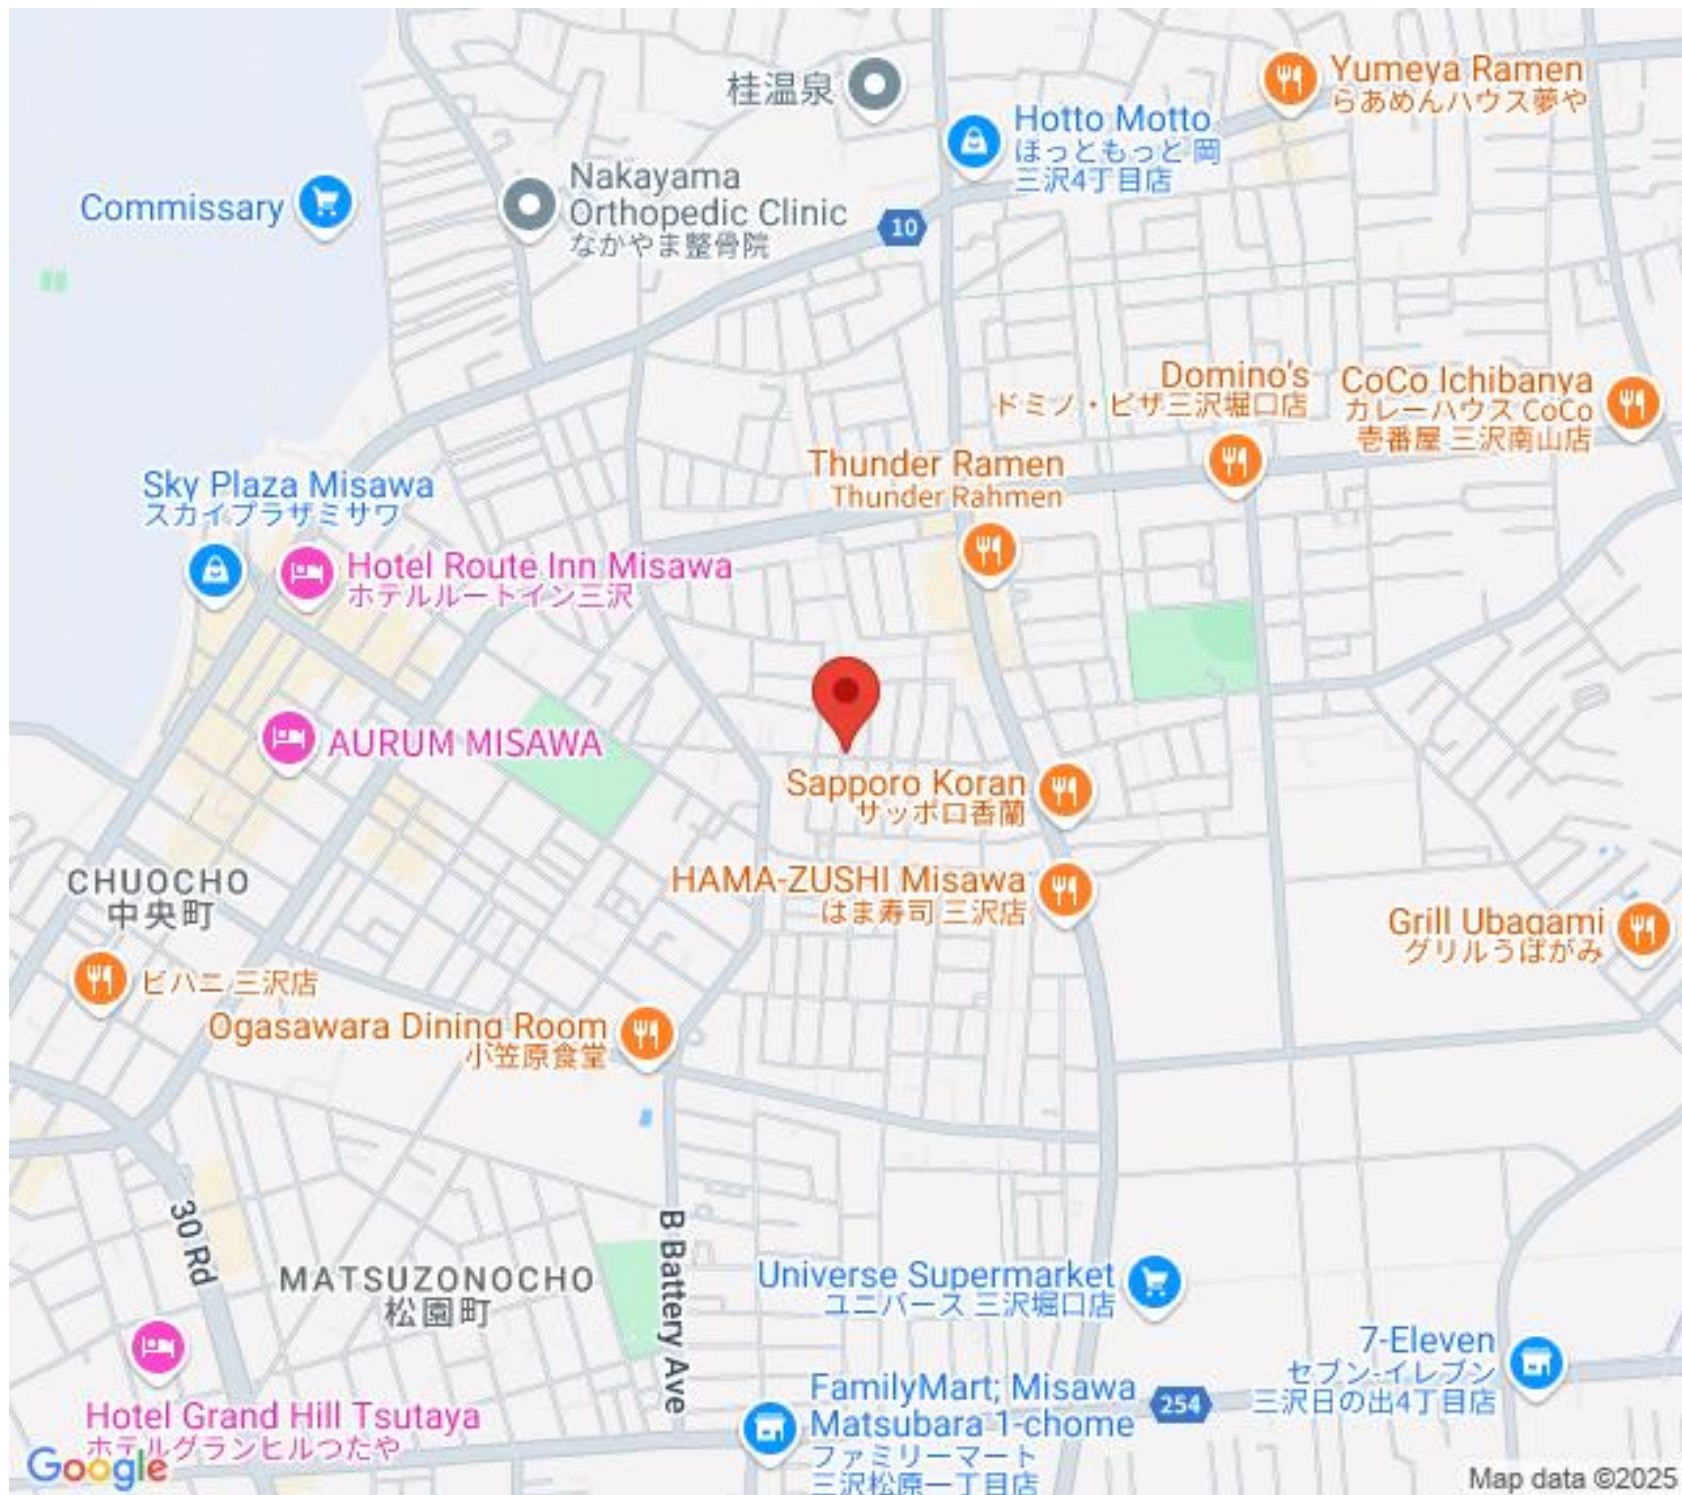 桂温泉
Yumeya Ramen
らあめんハウス夢や
Hotto Motto
ほっともっと 岡
三沢4丁目店
Commissary
Nakayama
Orthopedic Clinic
なかやま整骨院
10
Domino's
ドミノ・ピザ三沢堀口店
CoCo Ichibanya
カレーハウス CoCo
壱番屋 三沢南山店
Thunder Ramen
Thunder Rahmen
Sky Plaza Misawa
スカイプラザミサワ
Hotel Route Inn Misawa
ホテルルートイン三沢
AURUM MISAWA
Sapporo Koran
サッポロ香蘭
CHUOCHO
中央町
HAMA-ZUSHI Misawa
はま寿司 三沢店
Grill Ubagami
グリルうばがみ
ビハニ 三沢店
Ogasawara Dining Room
小笠原食堂
30 Rd
B Battery Ave
MATSUZONOCHO
松園町
Universe Supermarket
ユニバース 三沢堀口店
7-Eleven
セブン-イレブン
三沢日の出4丁目店
FamilyMart; Misawa
Matsubara 1-chome
ファミリーマート
三沢松原一丁目店
254
Hotel Grand Hill Tsutaya
ホテルグランヒルつたや
Google
Map data ©2025